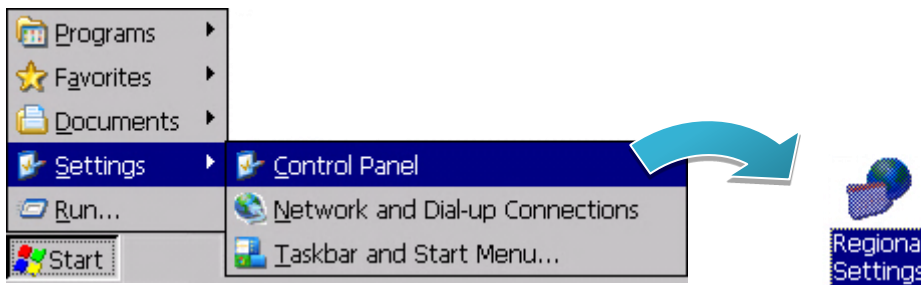 Programs
Favorites
Documents
Settings
Run...
Start
Control Panel
Network and Dial-up Connections
Taskbar and Start Menu...
Regiona
Settings